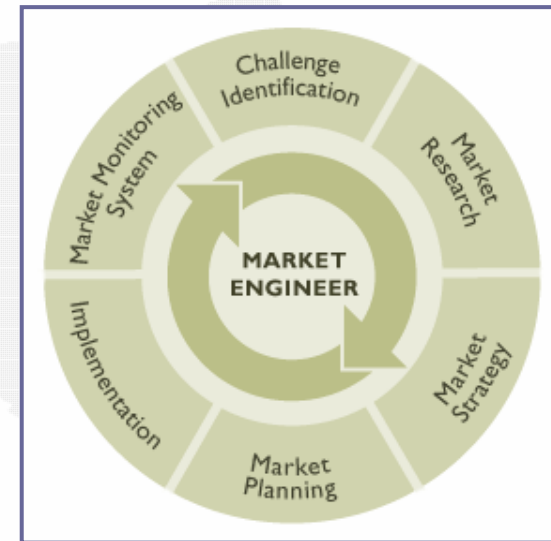 Challenge
Identification
Market
Research
Market
Strategy
Market
Planning
Implementation
Market Monitoring
System
MARKET
ENGINEER